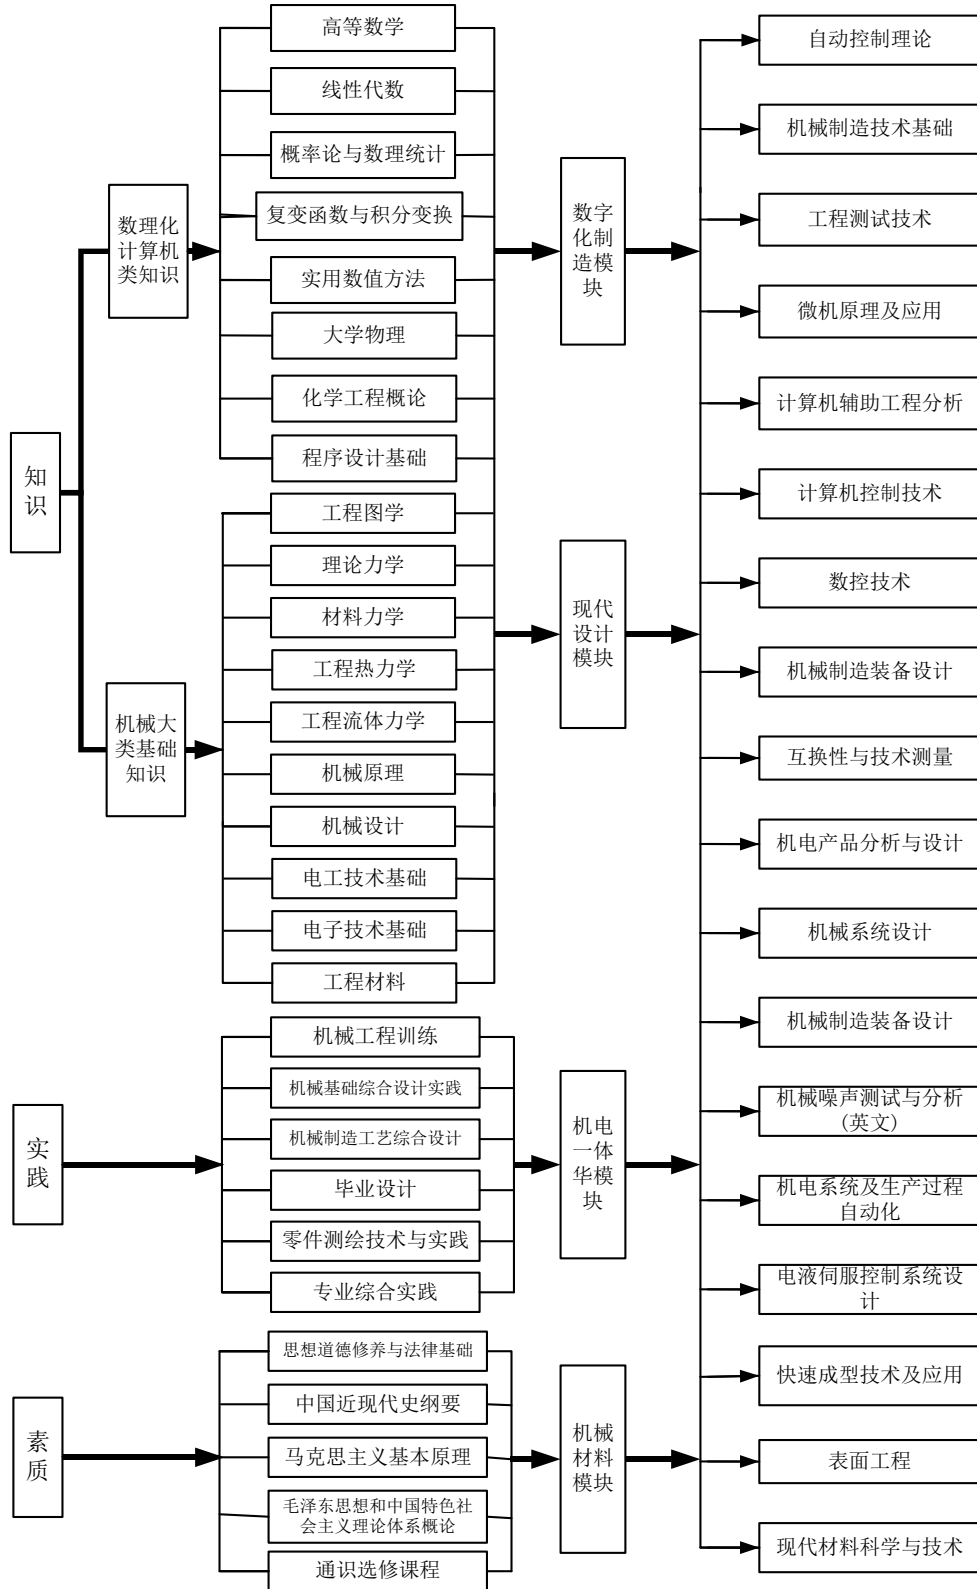 知
识
实
践
素
质
数理化
计算机
类知识
机械大
类基础
知识
高等数学
线性代数
概率论与数理统计
复变函数与积分变换
实用数值方法
大学物理
化学工程概论
程序设计基础
工程图学
理论力学
材料力学
工程热力学
工程流体力学
机械原理
机械设计
电工技术基础
电子技术基础
工程材料
机械工程训练
机械基础综合设计实践
机械制造工艺综合设计
毕业设计
零件测绘技术与实践
专业综合实践
思想道德修养与法律基础
中国近现代史纲要
马克思主义基本原理
毛泽东思想和中国特色社
会主义理论体系概论
通识选修课程
数字
化制
造模
块
现代
设计
模块
机电
一体
华模
块
机械
材料
模块
自动控制理论
机械制造技术基础
工程测试技术
微机原理及应用
计算机辅助工程分析
计算机控制技术
数控技术
机械制造装备设计
互换性与技术测量
机电产品分析与设计
机械系统设计
机械制造装备设计
机械噪声测试与分析
(英文)
机电系统及生产过程
自动化
电液伺服控制系统设
计
快速成型技术及应用
表面工程
现代材料科学与技术